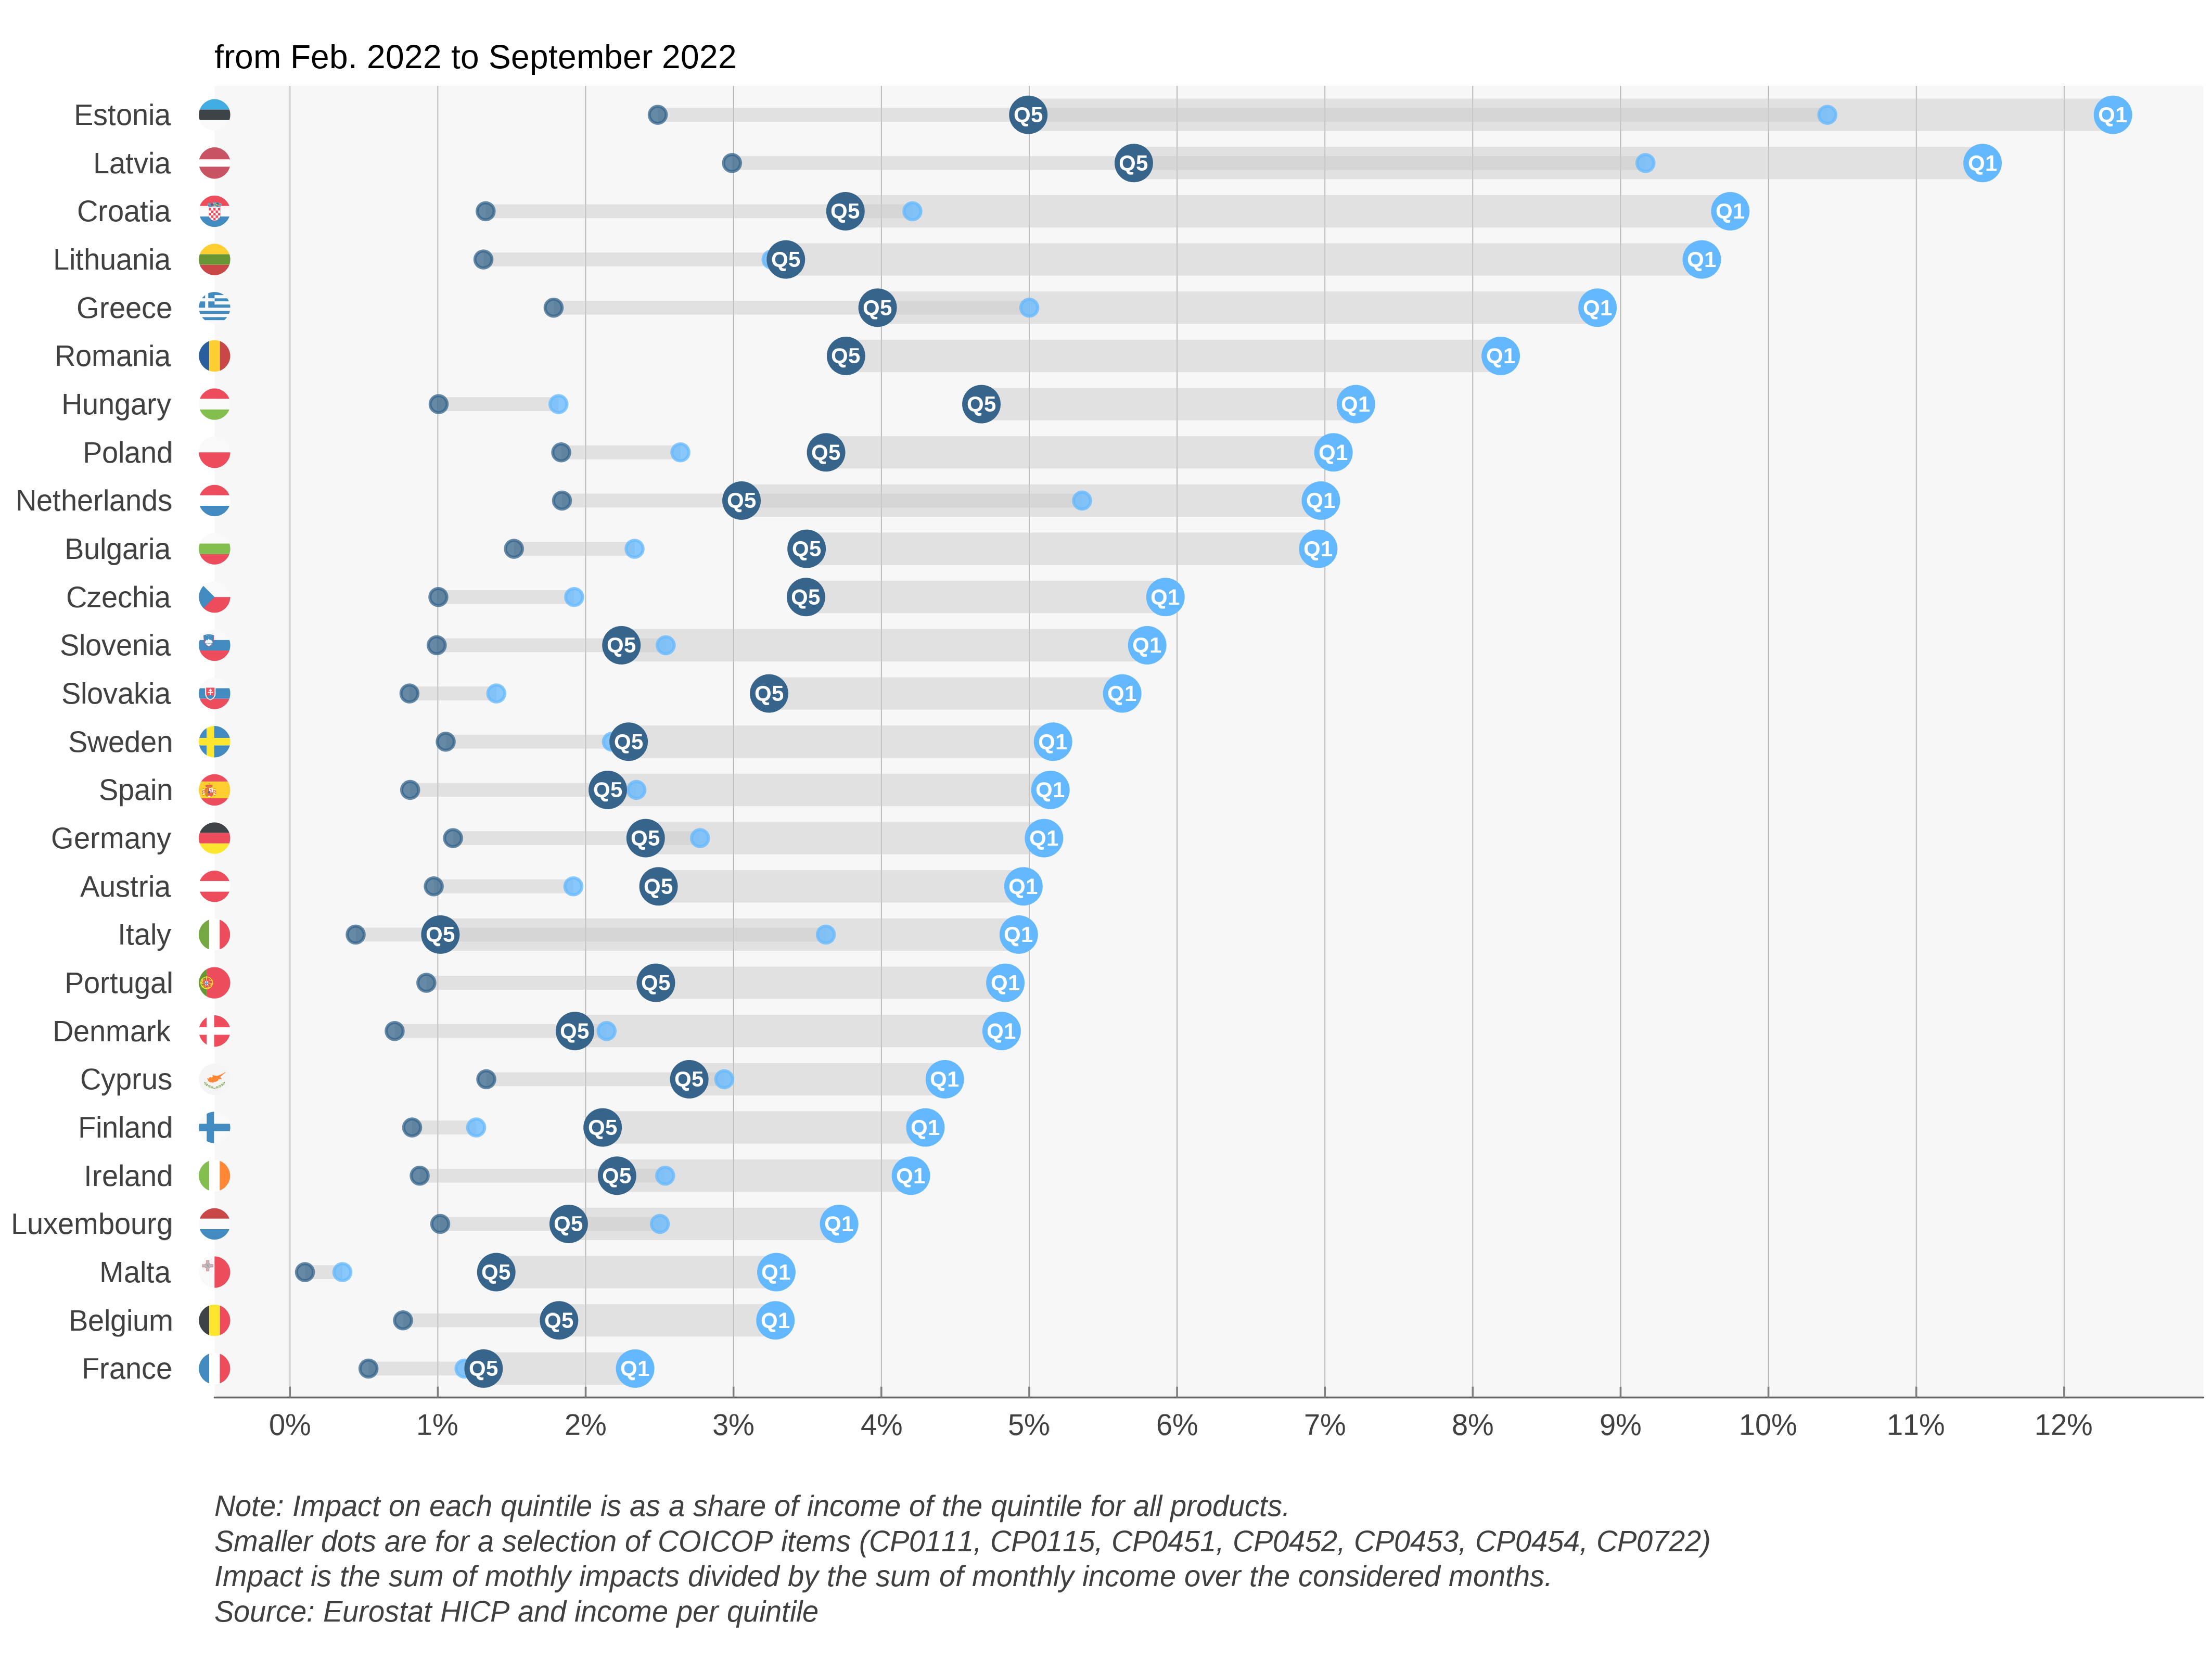 from Feb. 2022 to September 2022
Estonia Q5 Q1
Latvia Q5 Q1
Croatia Q5 Q1
Lithuania Q5 Q1
Greece Q5 Q1
Romania Q5 Q1
Hungary Q5 Q1
Poland Q5 Q1
Netherlands Q5 Q1
Bulgaria Q5 Q1
Czechia Q5 Q1
Slovenia Q5 Q1
Slovakia Q5 Q1
Sweden Q5 Q1
Spain Q5 Q1
Germany Q5 Q1
Austria Q5 Q1
Italy Q5 Q1
Portugal Q5 Q1
Denmark Q5 Q1
Cyprus Q5 Q1
Finland Q5 Q1
Ireland Q5 Q1
Luxembourg Q5 Q1
Malta Q5 Q1
Belgium Q5 Q1
France Q5 Q1
0% 1% 2% 3% 4% 5% 6% 7% 8% 9% 10% 11% 12%
Note: Impact on each quintile is as a share of income of the quintile for all products.
Smaller dots are for a selection of COICOP items (CP0111, CP0115, CP0451, CP0452, CP0453, CP0454, CP0722)
Impact is the sum of mothly impacts divided by the sum of monthly income over the considered months.
Source: Eurostat HICP and income per quintile